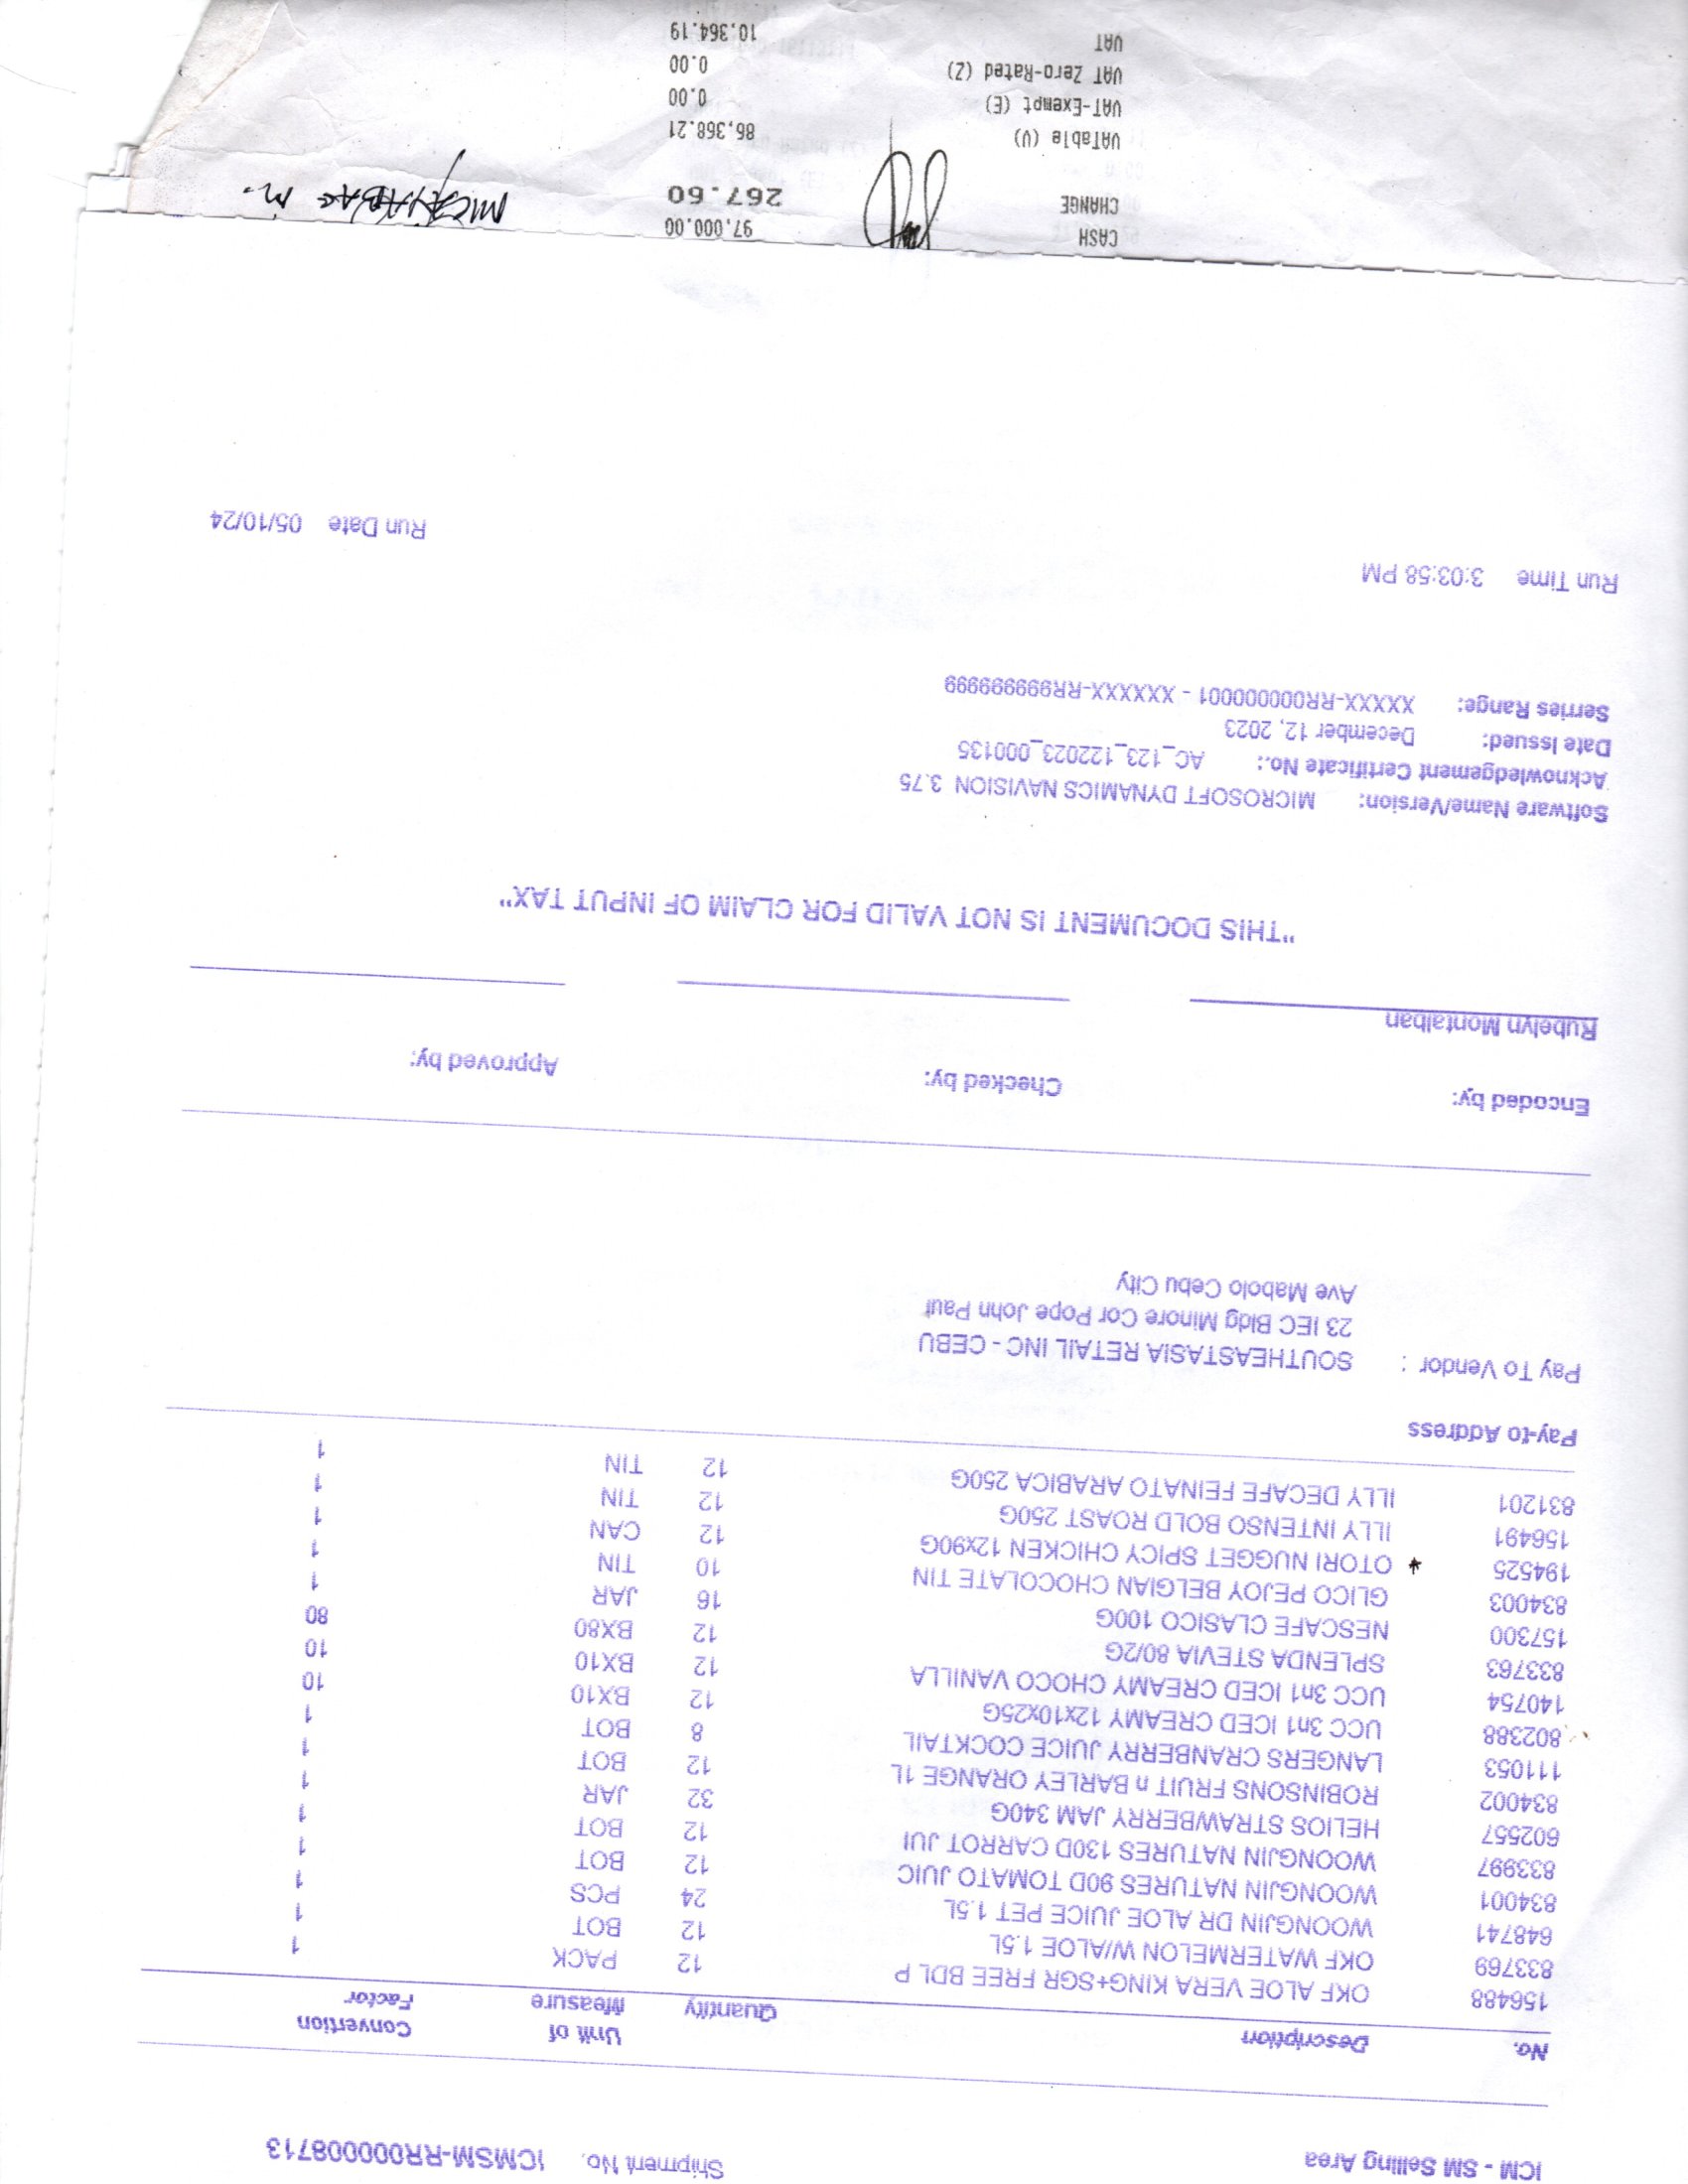 ICM - SM Selling Area Shipment No. ICMSM-RR000008713
No. Description Quantity Unit of Measure Convertion Factor
156488 OKF ALOE VERA KING+SGR FREE BDL P 12 PACK 1
833769 OKF WATERMELON W/ALOE 1.5L 12 BOT 1
648741 WOONGJIN DR ALOE JUICE PET 1.5L 24 PCS 1
834001 WOONGJIN NATURES 90D TOMATO JUIC 12 BOT 1
833997 WOONGJIN NATURES 130D CARROT JUI 12 BOT 1
602557 HELIOS STRAWBERRY JAM 340G 32 JAR 1
834002 ROBINSONS FRUIT n BARLEY ORANGE 1L 12 BOT 1
111053 LANGERS CRANBERRY JUICE COCKTAIL 8 BOT 1
802388 UCC 3n1 ICED CREAMY 12x10x25G 12 BX10 10
140754 UCC 3n1 ICED CREAMY CHOCO VANILLA 12 BX10 10
833763 SPLENDA STEVIA 80/2G 12 BX80 80
157300 NESCAFE CLASICO 100G 16 JAR 1
834003 GLICO PEJOY BELGIAN CHOCOLATE TIN 10 TIN 1
194525 * OTORI NUGGET SPICY CHICKEN 12x90G 12 CAN 1
156491 ILLY INTENSO BOLD ROAST 250G 12 TIN 1
831201 ILLY DECAFE FEINATO ARABICA 250G 12 TIN 1
Pay-to Address
Pay To Vendor : SOUTHEASTASIA RETAIL INC - CEBU
23 IEC Bldg Minore Cor Pope John Paul
Ave Mabolo Cebu City
Encoded by: Checked by: Approved by:
Rubelyn Montalban
"THIS DOCUMENT IS NOT VALID FOR CLAIM OF INPUT TAX"
Software Name/Version: MICROSOFT DYNAMICS NAVISION 3.75
Acknowledgement Certificate No.: AC_123_122023_000135
Date Issued: December 12, 2023
Serries Range: XXXXX-RR0000000001 - XXXXXX-RR9999999999
Run Time 3:03:58 PM Run Date 05/10/24
CASH 97,000.00
CHANGE 267.60
VATable (V) 86,368.21
VAT-Exempt (E) 0.00
VAT Zero-Rated (Z) 0.00
VAT 10,364.19